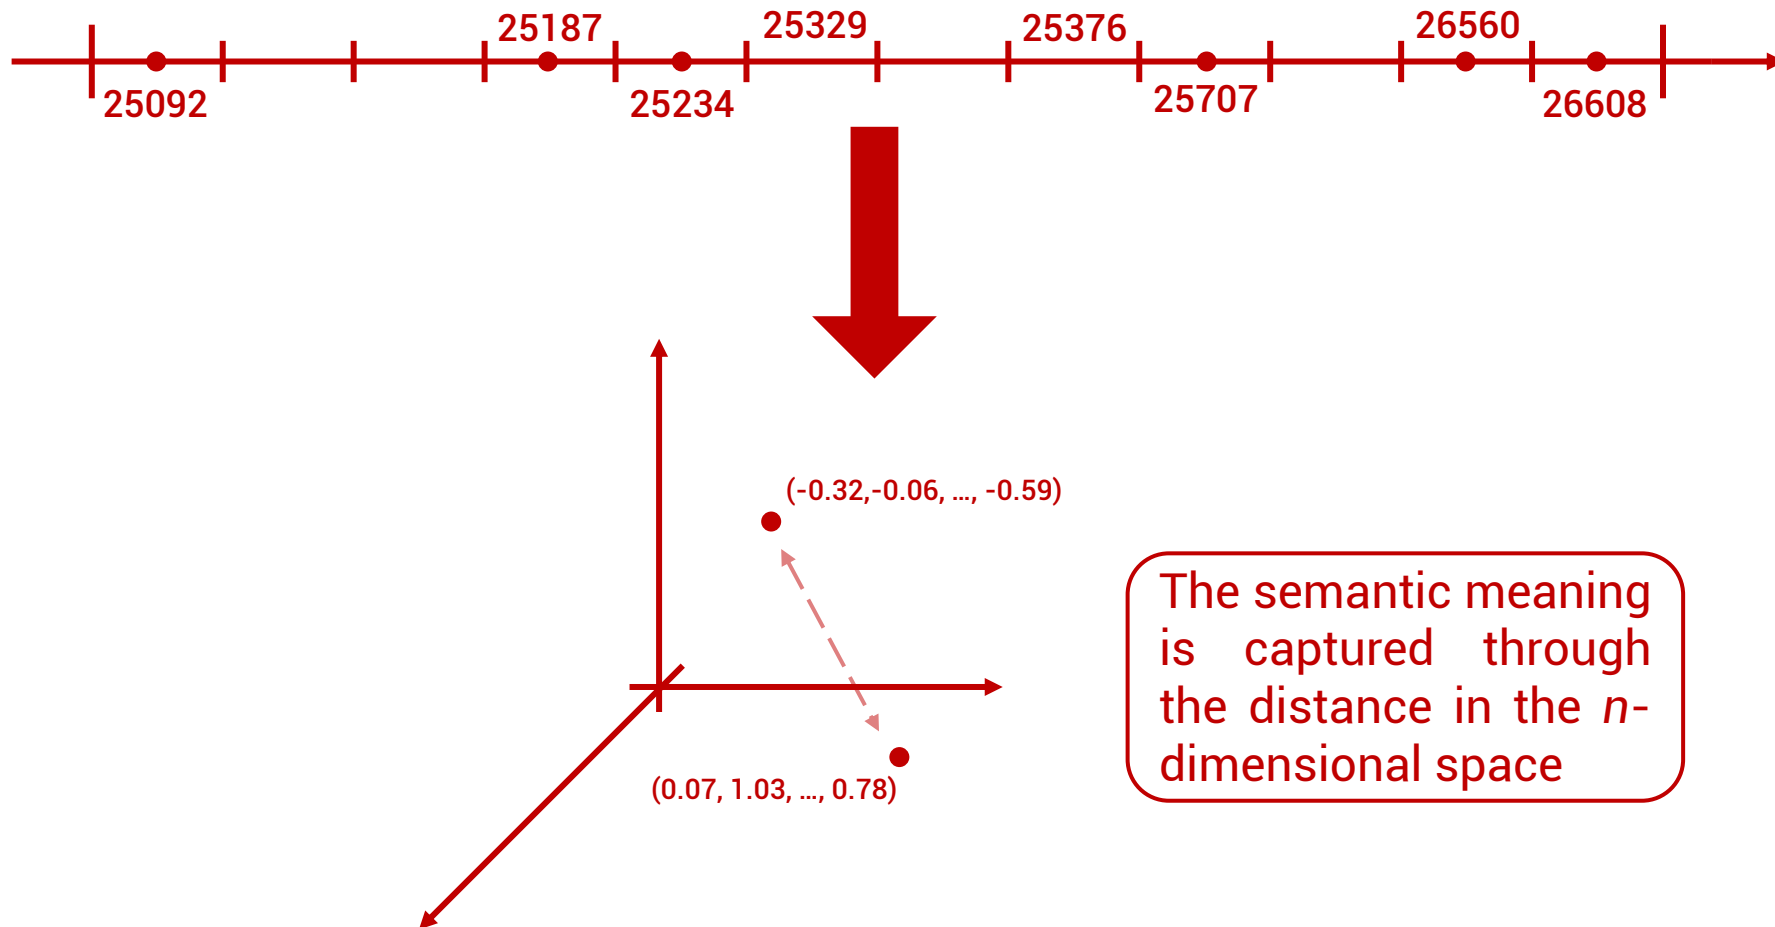 25187 25329 25376 26560
25092 25234 25707 26608
(-0.32,-0.06, ..., -0.59)
(0.07, 1.03, ..., 0.78)
The semantic meaning
is captured through
the distance in the n-
dimensional space